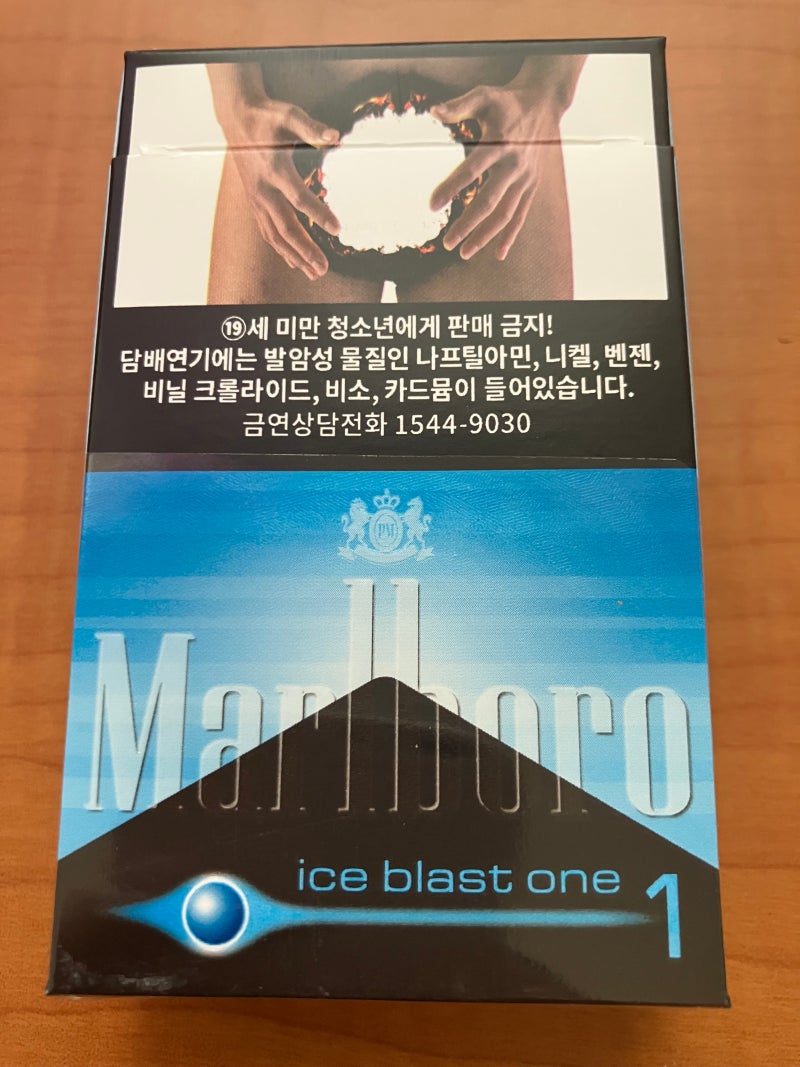 ⑲세 미만 청소년에게 판매 금지!
담배연기에는 발암성 물질인 나프틸아민, 니켈, 벤젠,
비닐 크롤라이드, 비소, 카드뮴이 들어있습니다.
금연상담전화 1544-9030
PM
Marlboro
ice blast one 1